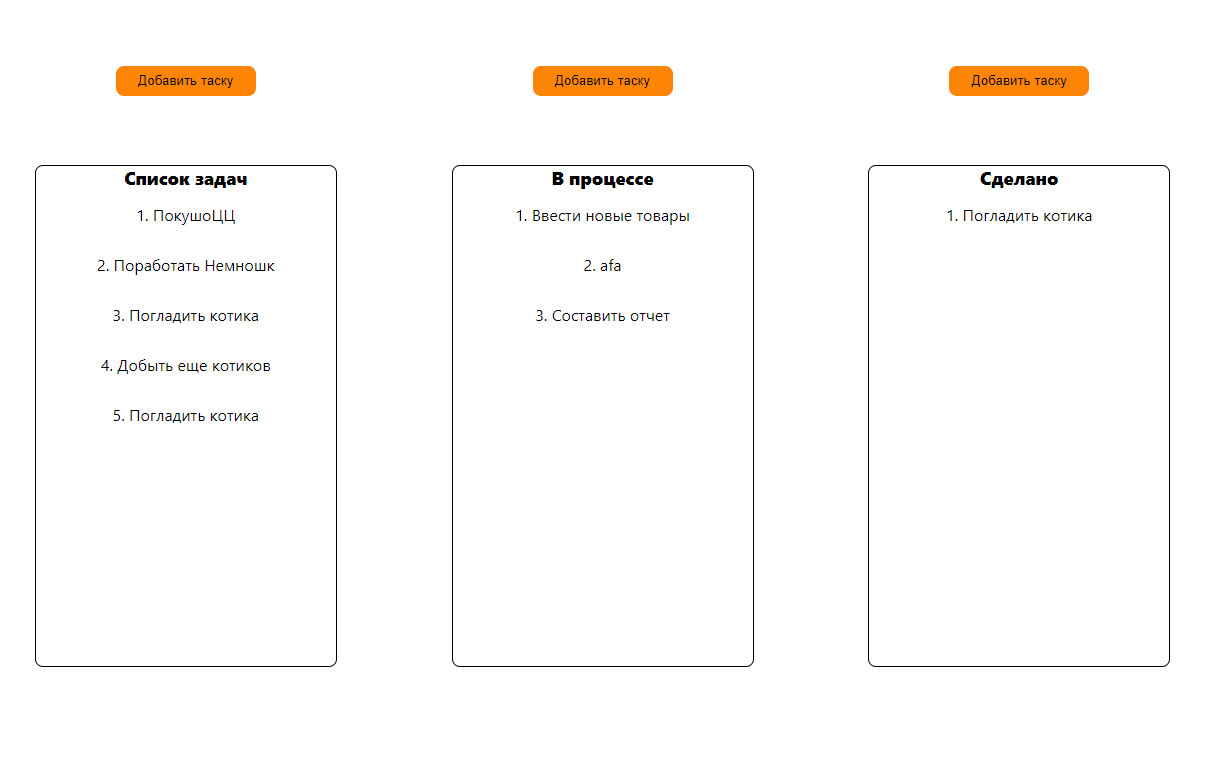 Добавить таску
Добавить таску
Добавить таску
Список задач
1. ПокушоЦЦ
2. Поработать Немношк
3. Погладить котика
4. Добыть еще котиков
5. Погладить котика
В процессе
1. Ввести новые товары
2. afa
3. Составить отчет
Сделано
1. Погладить котика